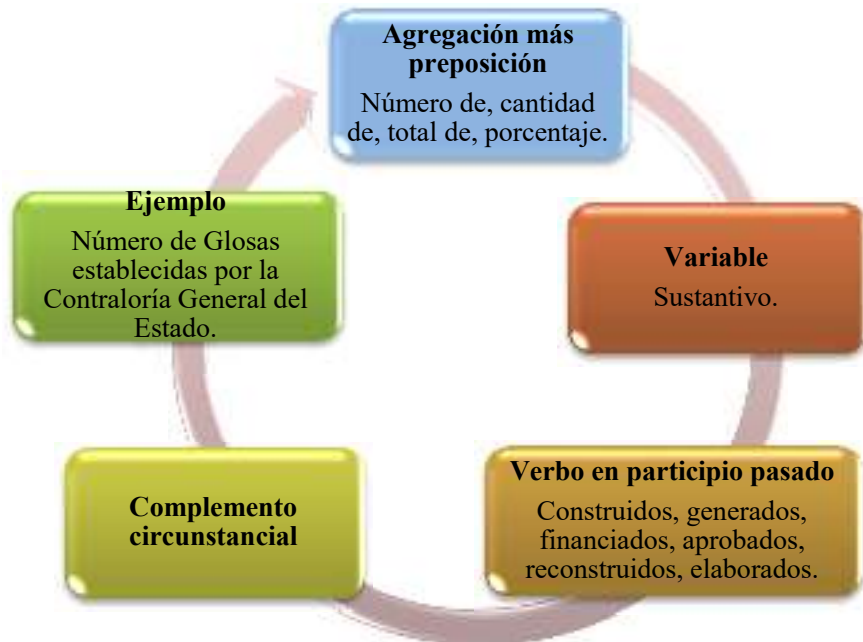 Agregación más
preposición
Número de, cantidad
de, total de, porcentaje.
Variable
Sustantivo.
Verbo en participio pasado
Construidos, generados,
financiados, aprobados,
reconstruidos, elaborados.
Complemento
circunstancial
Ejemplo
Número de Glosas
establecidas por la
Contraloría General del
Estado.